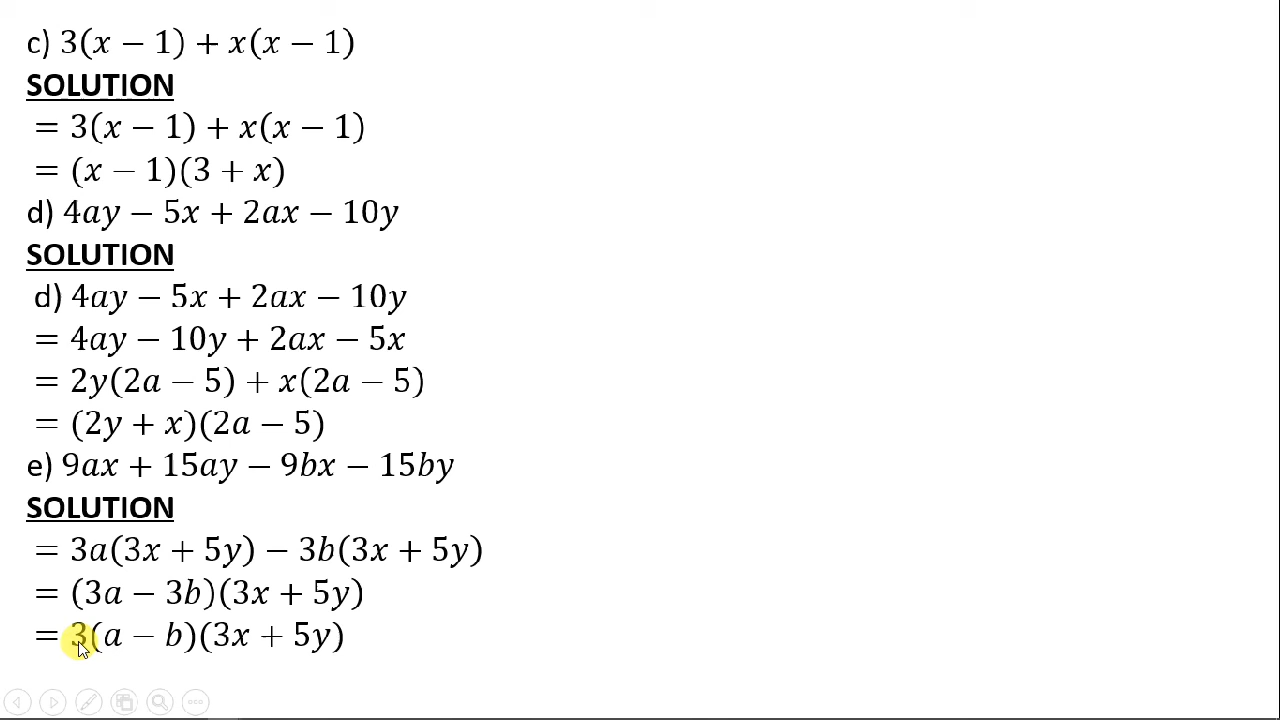 c) 3(x − 1) + x(x − 1)
SOLUTION
= 3(x − 1) + x(x − 1)
= (x − 1)(3 + x)
d) 4ay − 5x + 2ax − 10y
SOLUTION
d) 4ay − 5x + 2ax − 10y
= 4ay − 10y + 2ax − 5x
= 2y(2a − 5) + x(2a − 5)
= (2y + x)(2a − 5)
e) 9ax + 15ay − 9bx − 15by
SOLUTION
= 3a(3x + 5y) − 3b(3x + 5y)
= (3a − 3b)(3x + 5y)
= 3(a − b)(3x + 5y)